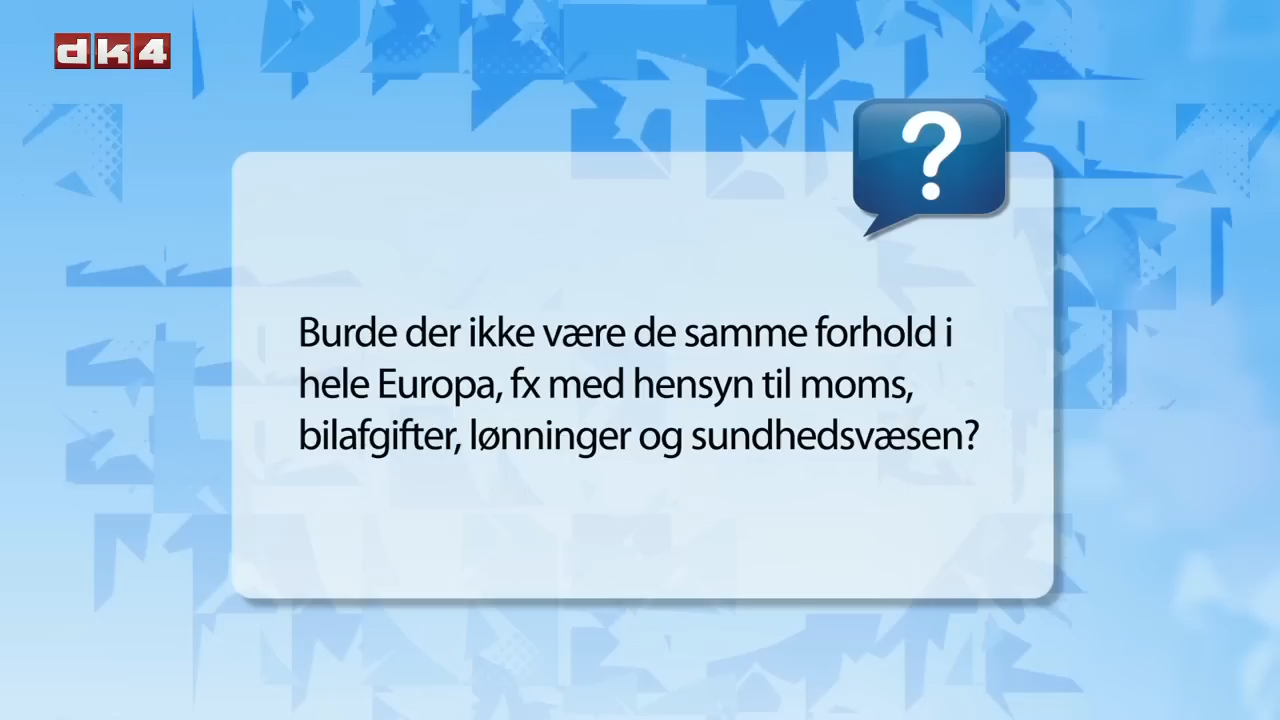 dk4
?
Burde der ikke være de samme forhold i
hele Europa, fx med hensyn til moms,
bilafgifter, lønninger og sundhedsvæsen?